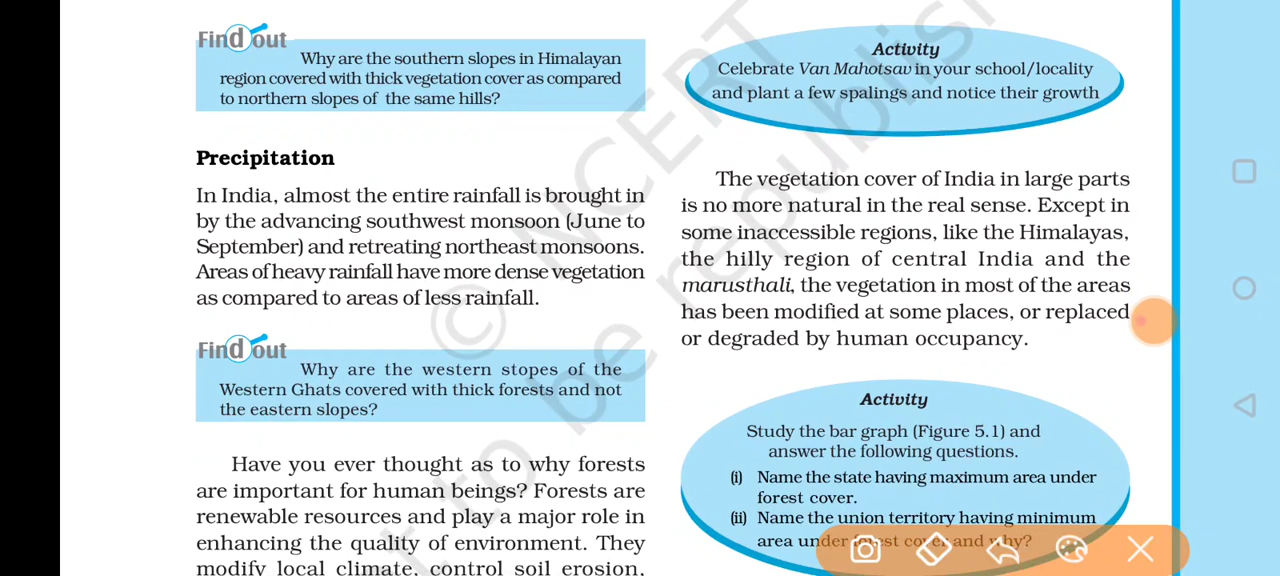 Find out
Why are the southern slopes in Himalayan
region covered with thick vegetation cover as compared
to northern slopes of the same hills?
Precipitation
In India, almost the entire rainfall is brought in
by the advancing southwest monsoon (June to
September) and retreating northeast monsoons.
Areas of heavy rainfall have more dense vegetation
as compared to areas of less rainfall.
Find out
Why are the western stopes of the
Western Ghats covered with thick forests and not
the eastern slopes?
Have you ever thought as to why forests
are important for human beings? Forests are
renewable resources and play a major role in
enhancing the quality of environment. They
modify local climate, control soil erosion,
Activity
Celebrate Van Mahotsav in your school/locality
and plant a few spalings and notice their growth
The vegetation cover of India in large parts
is no more natural in the real sense. Except in
some inaccessible regions, like the Himalayas,
the hilly region of central India and the
marusthali, the vegetation in most of the areas
has been modified at some places, or replaced
or degraded by human occupancy.
Activity
Study the bar graph (Figure 5.1) and
answer the following questions.
(i) Name the state having maximum area under
forest cover.
(ii) Name the union territory having minimum
area under forest cover and why?
© NCERT
be republis